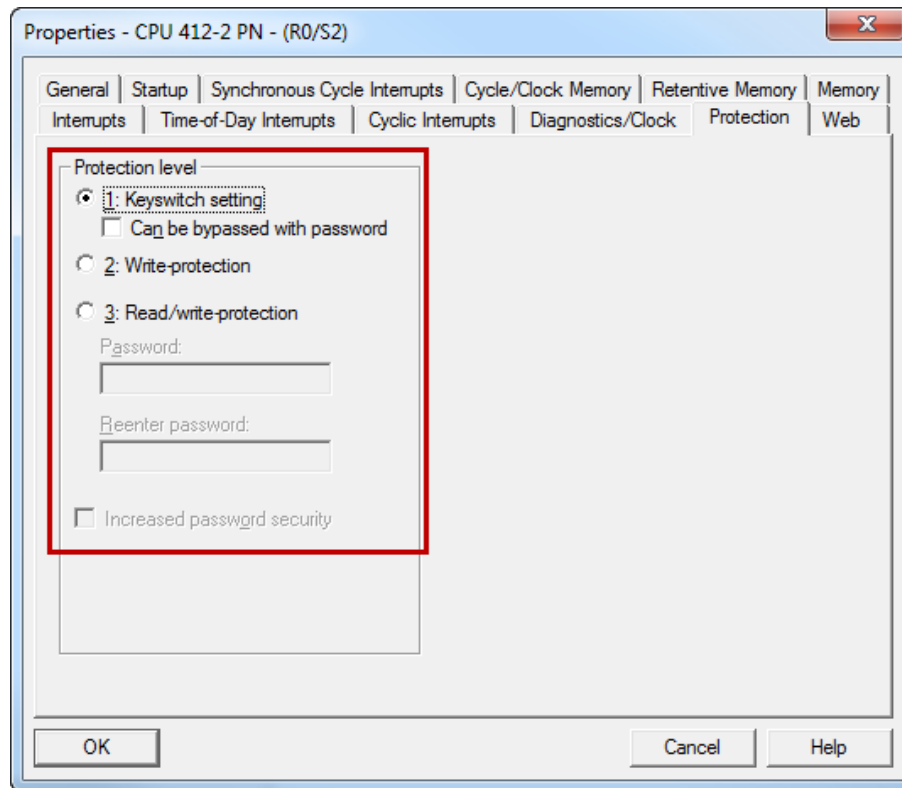 Properties - CPU 412-2 PN - (R0/S2)
General Startup Synchronous Cycle Interrupts Cycle/Clock Memory Retentive Memory Memory
Interrupts Time-of-Day Interrupts Cyclic Interrupts Diagnostics/Clock Protection Web
Protection level
1: Keyswitch setting
Can be bypassed with password
2: Write-protection
3: Read/write-protection
Password:
Reenter password:
Increased password security
OK Cancel Help